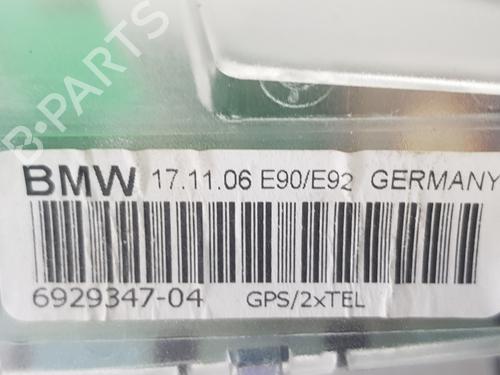 B-PARTS
BMW 17.11.06 E90/E92 GERMANY
6929347-04 GPS/2xTEL